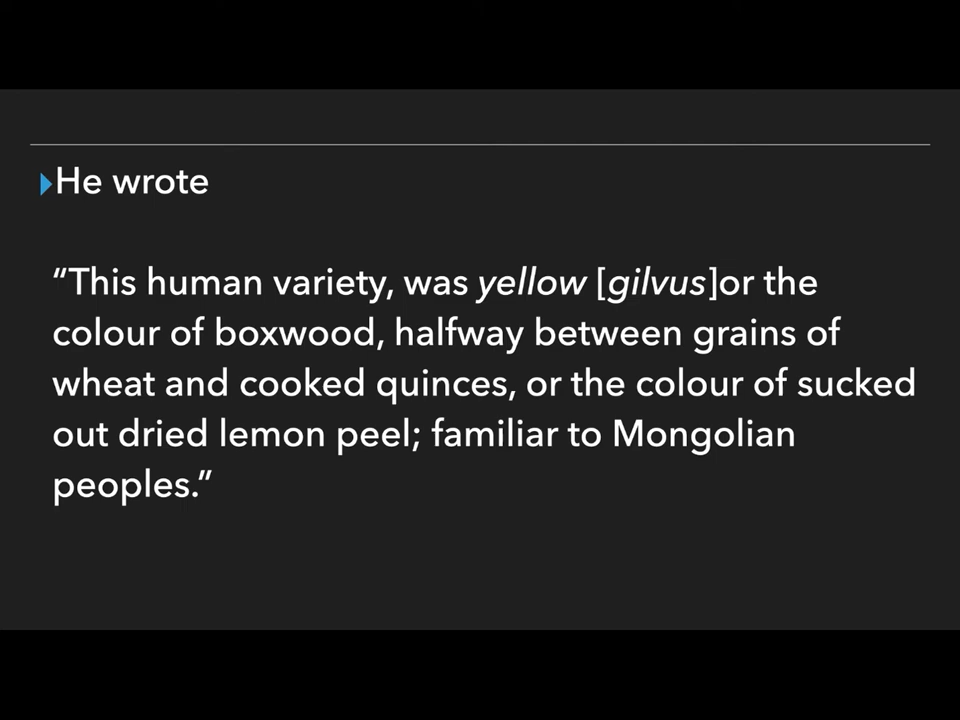 He wrote
“This human variety, was yellow [gilvus]or the
colour of boxwood, halfway between grains of
wheat and cooked quinces, or the colour of sucked
out dried lemon peel; familiar to Mongolian
peoples.”